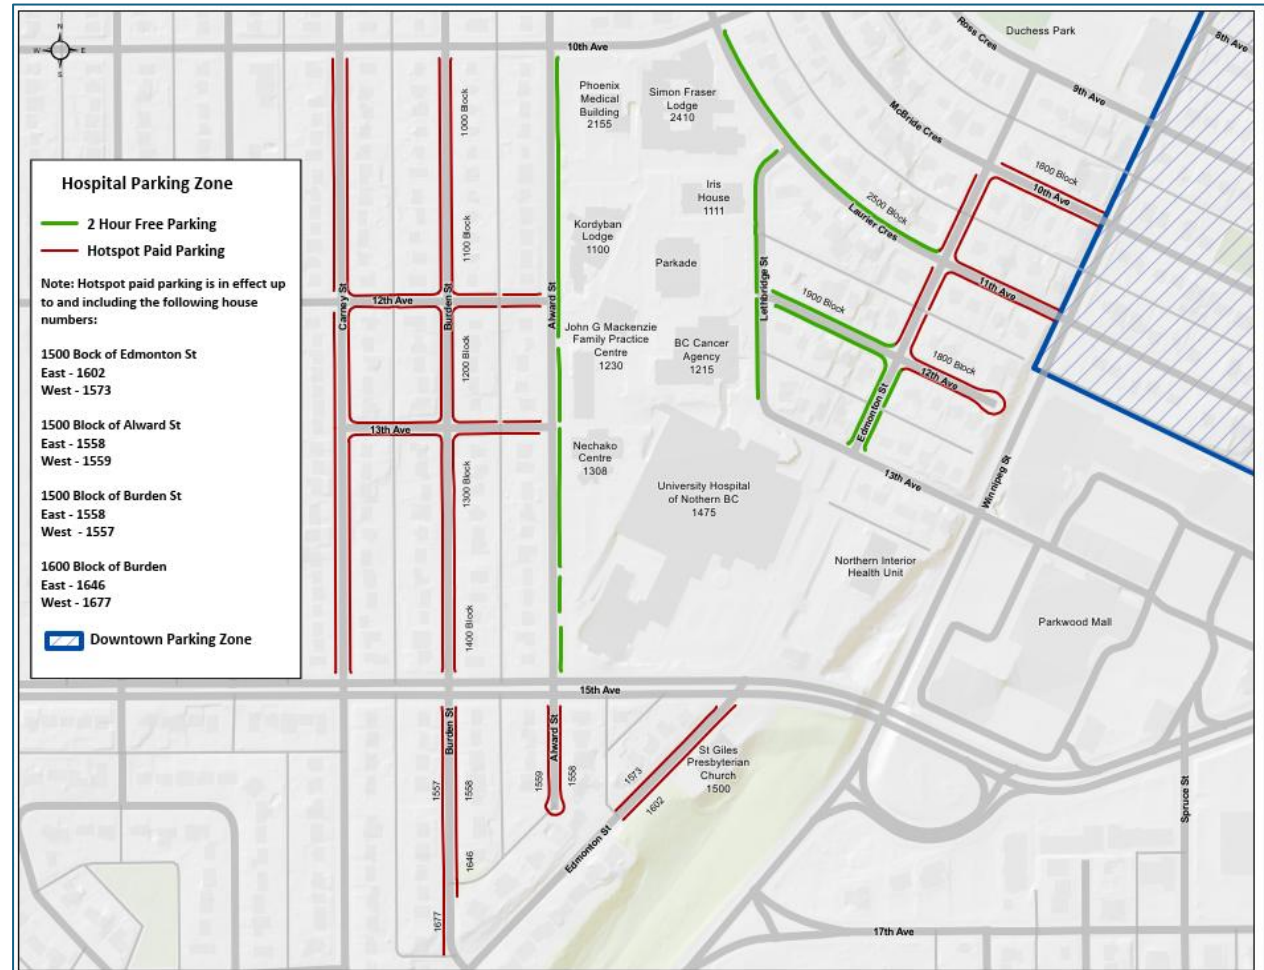 N
W
E
S
10th Ave
Ross Cres
Duchess Park
8th Ave
9th Ave
McBride Cres
Phoenix
Medical
Building
2155
Simon Fraser
Lodge
2410
1000 Block
1800 Block
10th Ave
Iris
House
1111
2500 Block
Laurier Cres
Kordyban
Lodge
1100
1100 Block
Parkade
Lethbridge St
11th Ave
1900 Block
Hospital Parking Zone
2 Hour Free Parking
Hotspot Paid Parking
Note: Hotspot paid parking is in effect up
to and including the following house
numbers:
1500 Bock of Edmonton St
East - 1602
West - 1573
1500 Block of Alward St
East - 1558
West - 1559
1500 Block of Burden St
East - 1558
West - 1557
1600 Block of Burden
East - 1646
West - 1677
Downtown Parking Zone
Carney St
12th Ave
Burden St
Alward St
John G Mackenzie
Family Practice
Centre
1230
BC Cancer
Agency
1215
1200 Block
1800 Block
12th Ave
Edmonton St
13th Ave
Nechako
Centre
1308
1300 Block
University Hospital
of Nothern BC
1475
13th Ave
Winnipeg St
Northern Interior
Health Unit
1400 Block
Parkwood Mall
15th Ave
Burden St
Alward St
St Giles
Presbyterian
Church
1500
1557
1558
1559
1558
1573
1602
Edmonton St
1646
1677
Spruce St
17th Ave